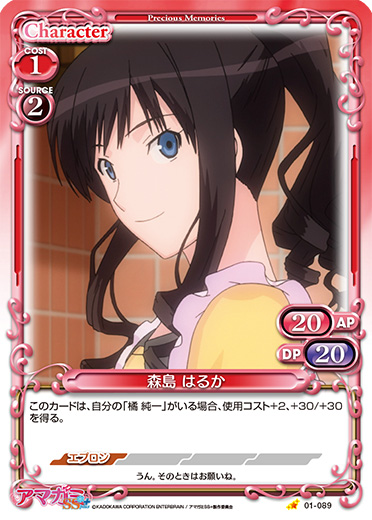 Precious Memories
Character
COST
1
SOURCE
2
20 AP
DP 20
森島 はるか
このカードは、自分の「橘 純一」がいる場合、使用コスト+2、+30/+30
を得る。
エプロン
うん、そのときはお願いね。
アマガミSS+
©KADOKAWA CORPORATION ENTERBRAIN / アマガミSS+製作委員会
01-089